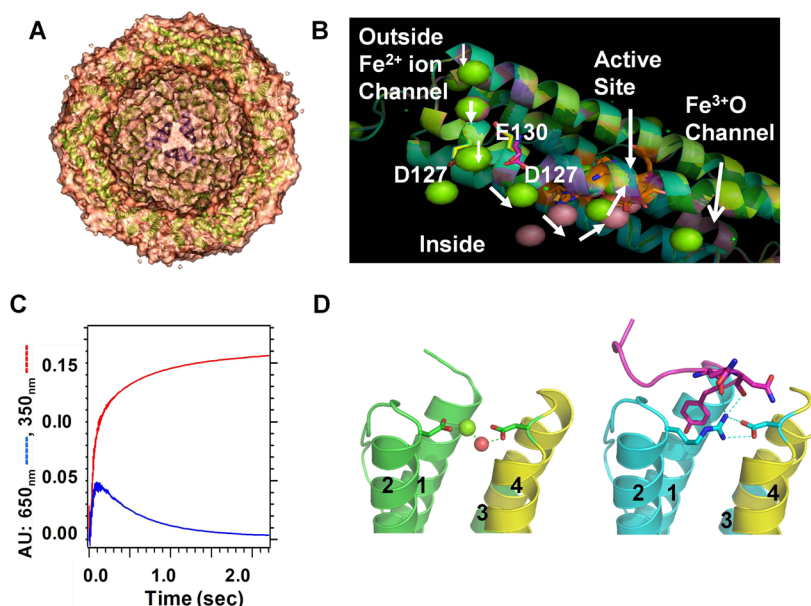 A
B
Outside
Fe²⁺ ion
Channel
Active
Site
Fe³⁺O
Channel
E130
D127
D127
Inside
C
AU: 650nm, 350nm
0.15
0.10
0.05
0.00
0.0 1.0 2.0
Time (sec)
D
2 1 4 3
2 1 4 3